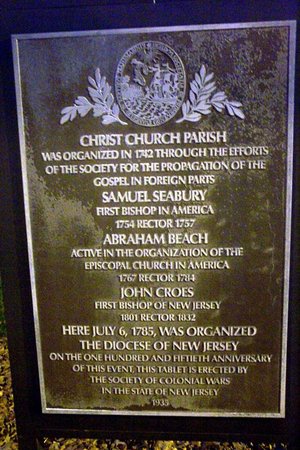 CHRIST CHURCH PARISH
WAS ORGANIZED IN 1742 THROUGH THE EFFORTS
OF THE SOCIETY FOR THE PROPAGATION OF THE
GOSPEL IN FOREIGN PARTS
SAMUEL SEABURY
FIRST BISHOP IN AMERICA
1754 RECTOR 1757
ABRAHAM BEACH
ACTIVE IN THE ORGANIZATION OF THE
EPISCOPAL CHURCH IN AMERICA
1767 RECTOR 1784
JOHN CROES
FIRST BISHOP OF NEW JERSEY
1801 RECTOR 1832
HERE JULY 6, 1785, WAS ORGANIZED
THE DIOCESE OF NEW JERSEY
ON THE ONE HUNDRED AND FIFTIETH ANNIVERSARY
OF THIS EVENT, THIS TABLET IS ERECTED BY
THE SOCIETY OF COLONIAL WARS
IN THE STATE OF NEW JERSEY
1935